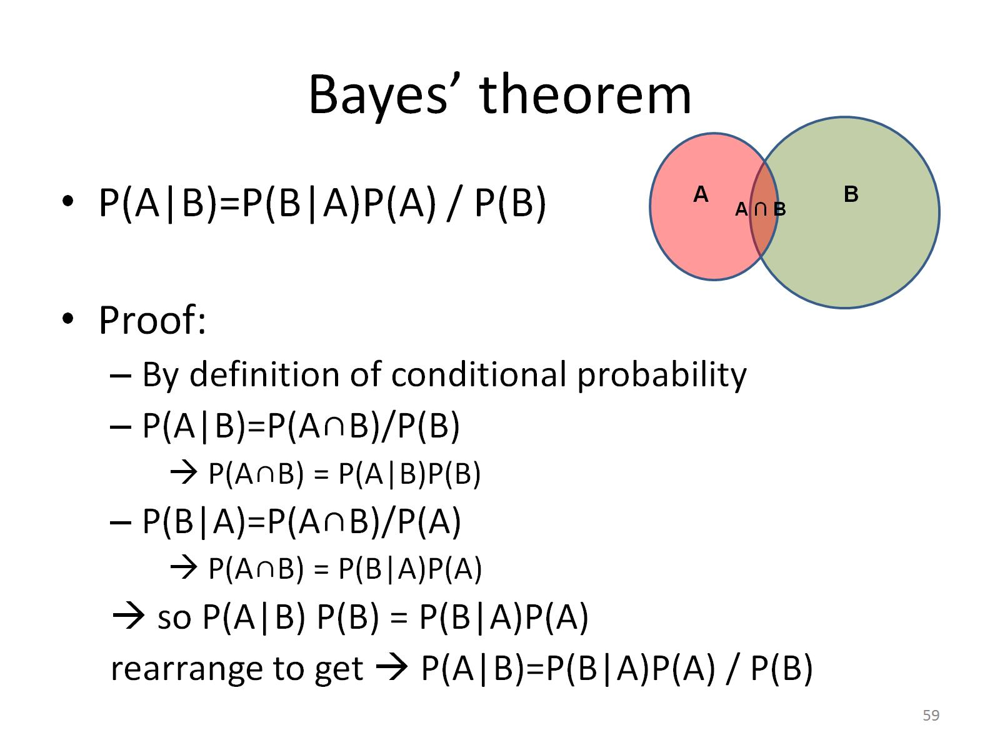 Bayes’ theorem
• P(A|B)=P(B|A)P(A) / P(B)
A
A ∩ B
B
• Proof:
– By definition of conditional probability
– P(A|B)=P(A∩B)/P(B)
→ P(A∩B) = P(A|B)P(B)
– P(B|A)=P(A∩B)/P(A)
→ P(A∩B) = P(B|A)P(A)
→ so P(A|B) P(B) = P(B|A)P(A)
rearrange to get → P(A|B)=P(B|A)P(A) / P(B)
59